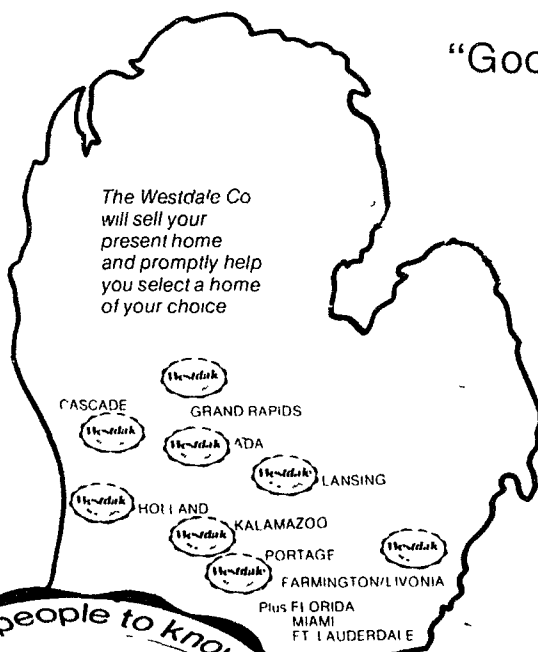 "Goo
The Westdale Co
will sell your
present home
and promptly help
you select a home
of your choice
Westdale
CASCADE
GRAND RAPIDS
Westdale
Westdale
ADA
Westdale
LANSING
Westdale
HOLLAND
Westdale
KALAMAZOO
Westdale
PORTAGE
Westdale
FARMINGTON/LIVONIA
Plus FLORIDA
MIAMI
FT LAUDERDALE
people to know